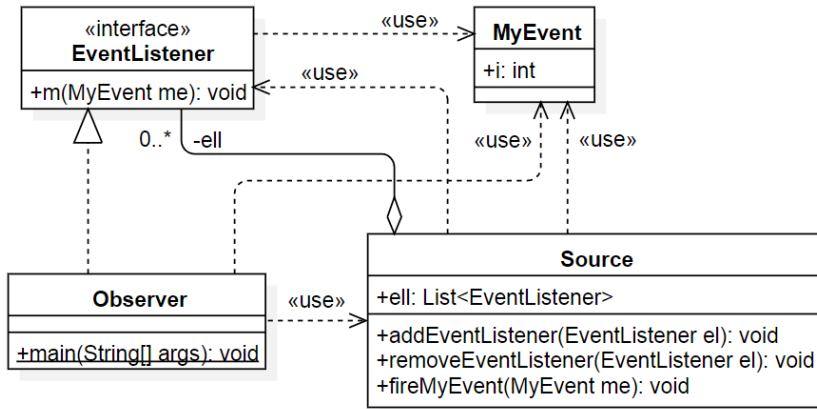 «interface»
EventListener
+m(MyEvent me): void
«use»
MyEvent
+i: int
«use»
0..*
-ell
«use»
«use»
Observer
+main(String[] args): void
«use»
Source
+ell: List<EventListener>
+addEventListener(EventListener el): void
+removeEventListener(EventListener el): void
+fireMyEvent(MyEvent me): void